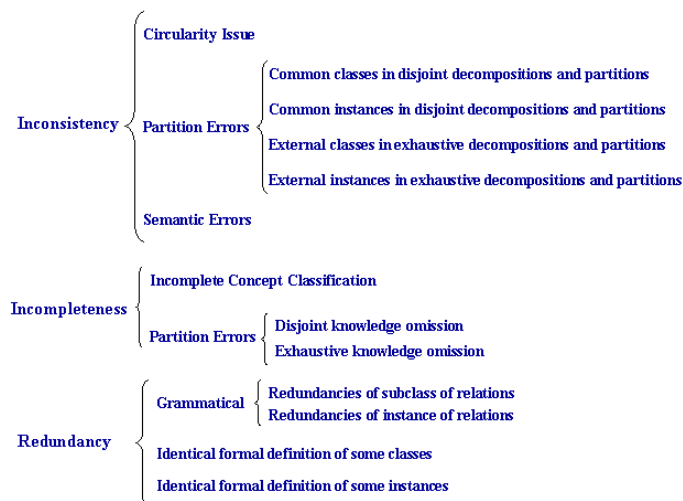 Inconsistency
Circularity Issue
Partition Errors
Common classes in disjoint decompositions and partitions
Common instances in disjoint decompositions and partitions
External classes in exhaustive decompositions and partitions
External instances in exhaustive decompositions and partitions
Semantic Errors
Incompleteness
Incomplete Concept Classification
Partition Errors
Disjoint knowledge omission
Exhaustive knowledge omission
Redundancy
Grammatical
Redundancies of subclass of relations
Redundancies of instance of relations
Identical formal definition of some classes
Identical formal definition of some instances